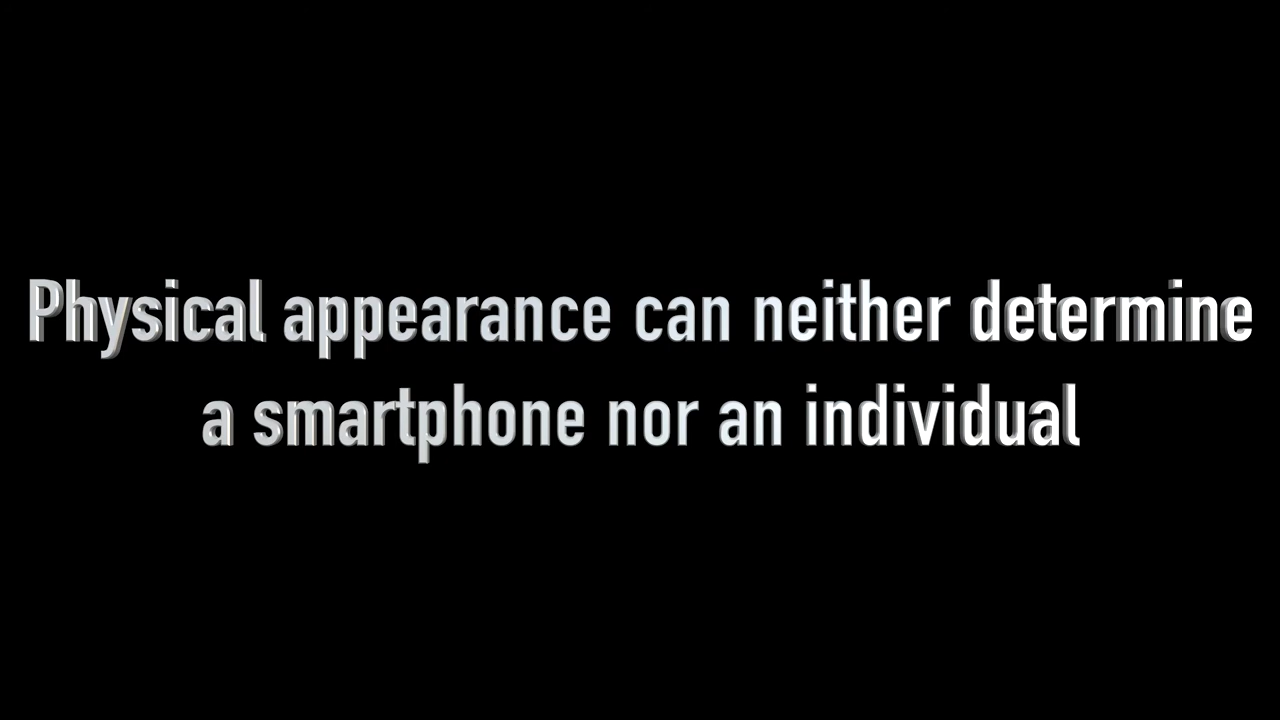 Physical appearance can neither determine
a smartphone nor an individual